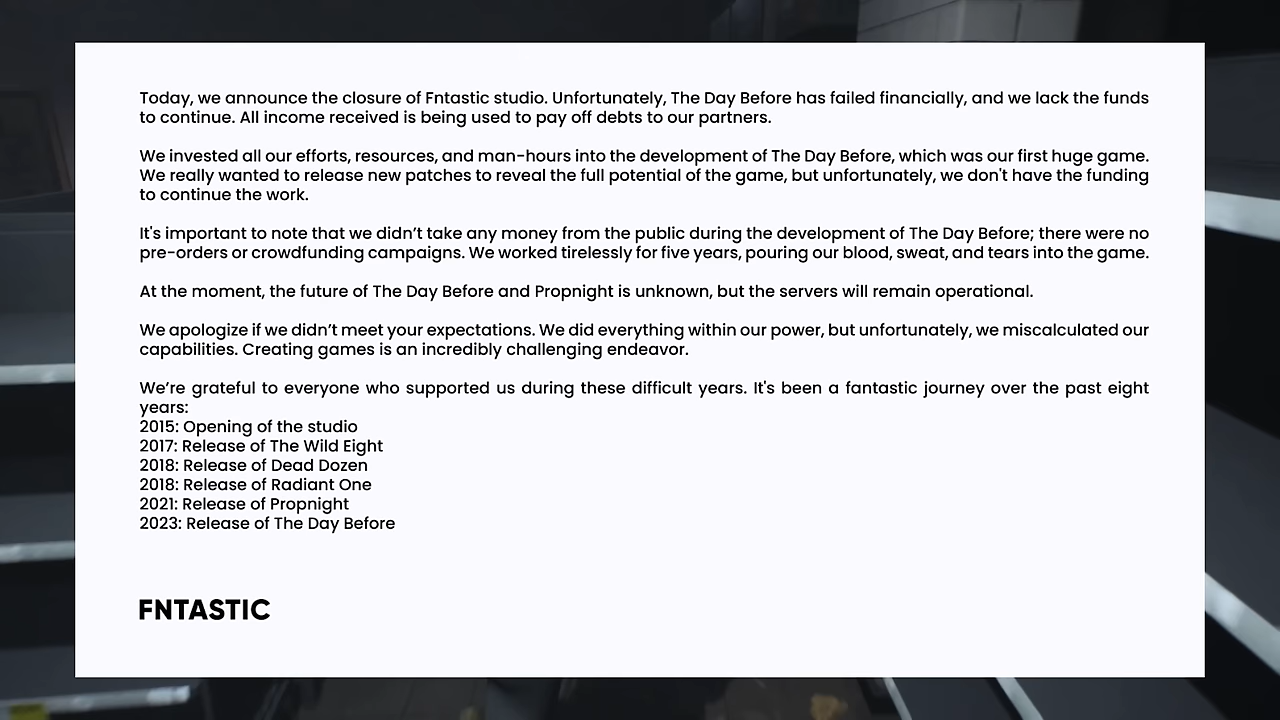 Today, we announce the closure of Fntastic studio. Unfortunately, The Day Before has failed financially, and we lack the funds
to continue. All income received is being used to pay off debts to our partners.
We invested all our efforts, resources, and man-hours into the development of The Day Before, which was our first huge game.
We really wanted to release new patches to reveal the full potential of the game, but unfortunately, we don't have the funding
to continue the work.
It's important to note that we didn’t take any money from the public during the development of The Day Before; there were no
pre-orders or crowdfunding campaigns. We worked tirelessly for five years, pouring our blood, sweat, and tears into the game.
At the moment, the future of The Day Before and Propnight is unknown, but the servers will remain operational.
We apologize if we didn’t meet your expectations. We did everything within our power, but unfortunately, we miscalculated our
capabilities. Creating games is an incredibly challenging endeavor.
We’re grateful to everyone who supported us during these difficult years. It's been a fantastic journey over the past eight
years:
2015: Opening of the studio
2017: Release of The Wild Eight
2018: Release of Dead Dozen
2018: Release of Radiant One
2021: Release of Propnight
2023: Release of The Day Before
FNTASTIC